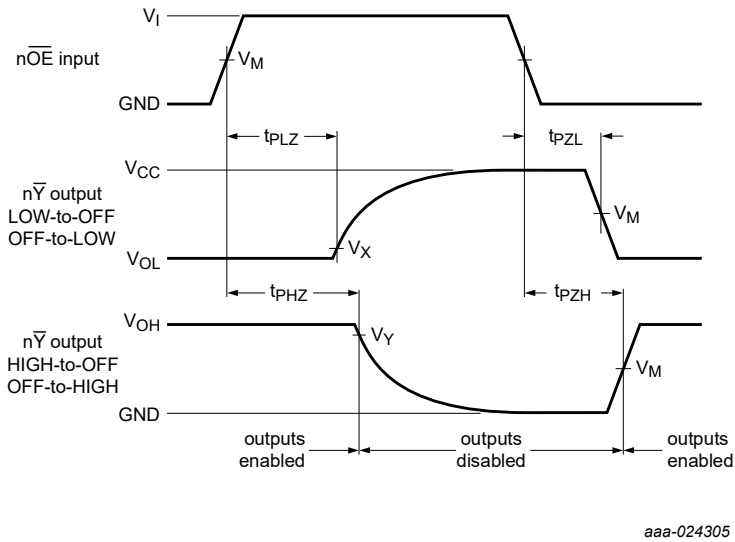 V_I
nO̅E̅ input
V_M
GND
t_PLZ
t_PZL
V_CC
nY̅ output
LOW-to-OFF
OFF-to-LOW
V_M
V_X
V_OL
t_PHZ
t_PZH
V_OH
nY̅ output
HIGH-to-OFF
OFF-to-HIGH
V_Y
V_M
GND
outputs
enabled
outputs
disabled
outputs
enabled
aaa-024305